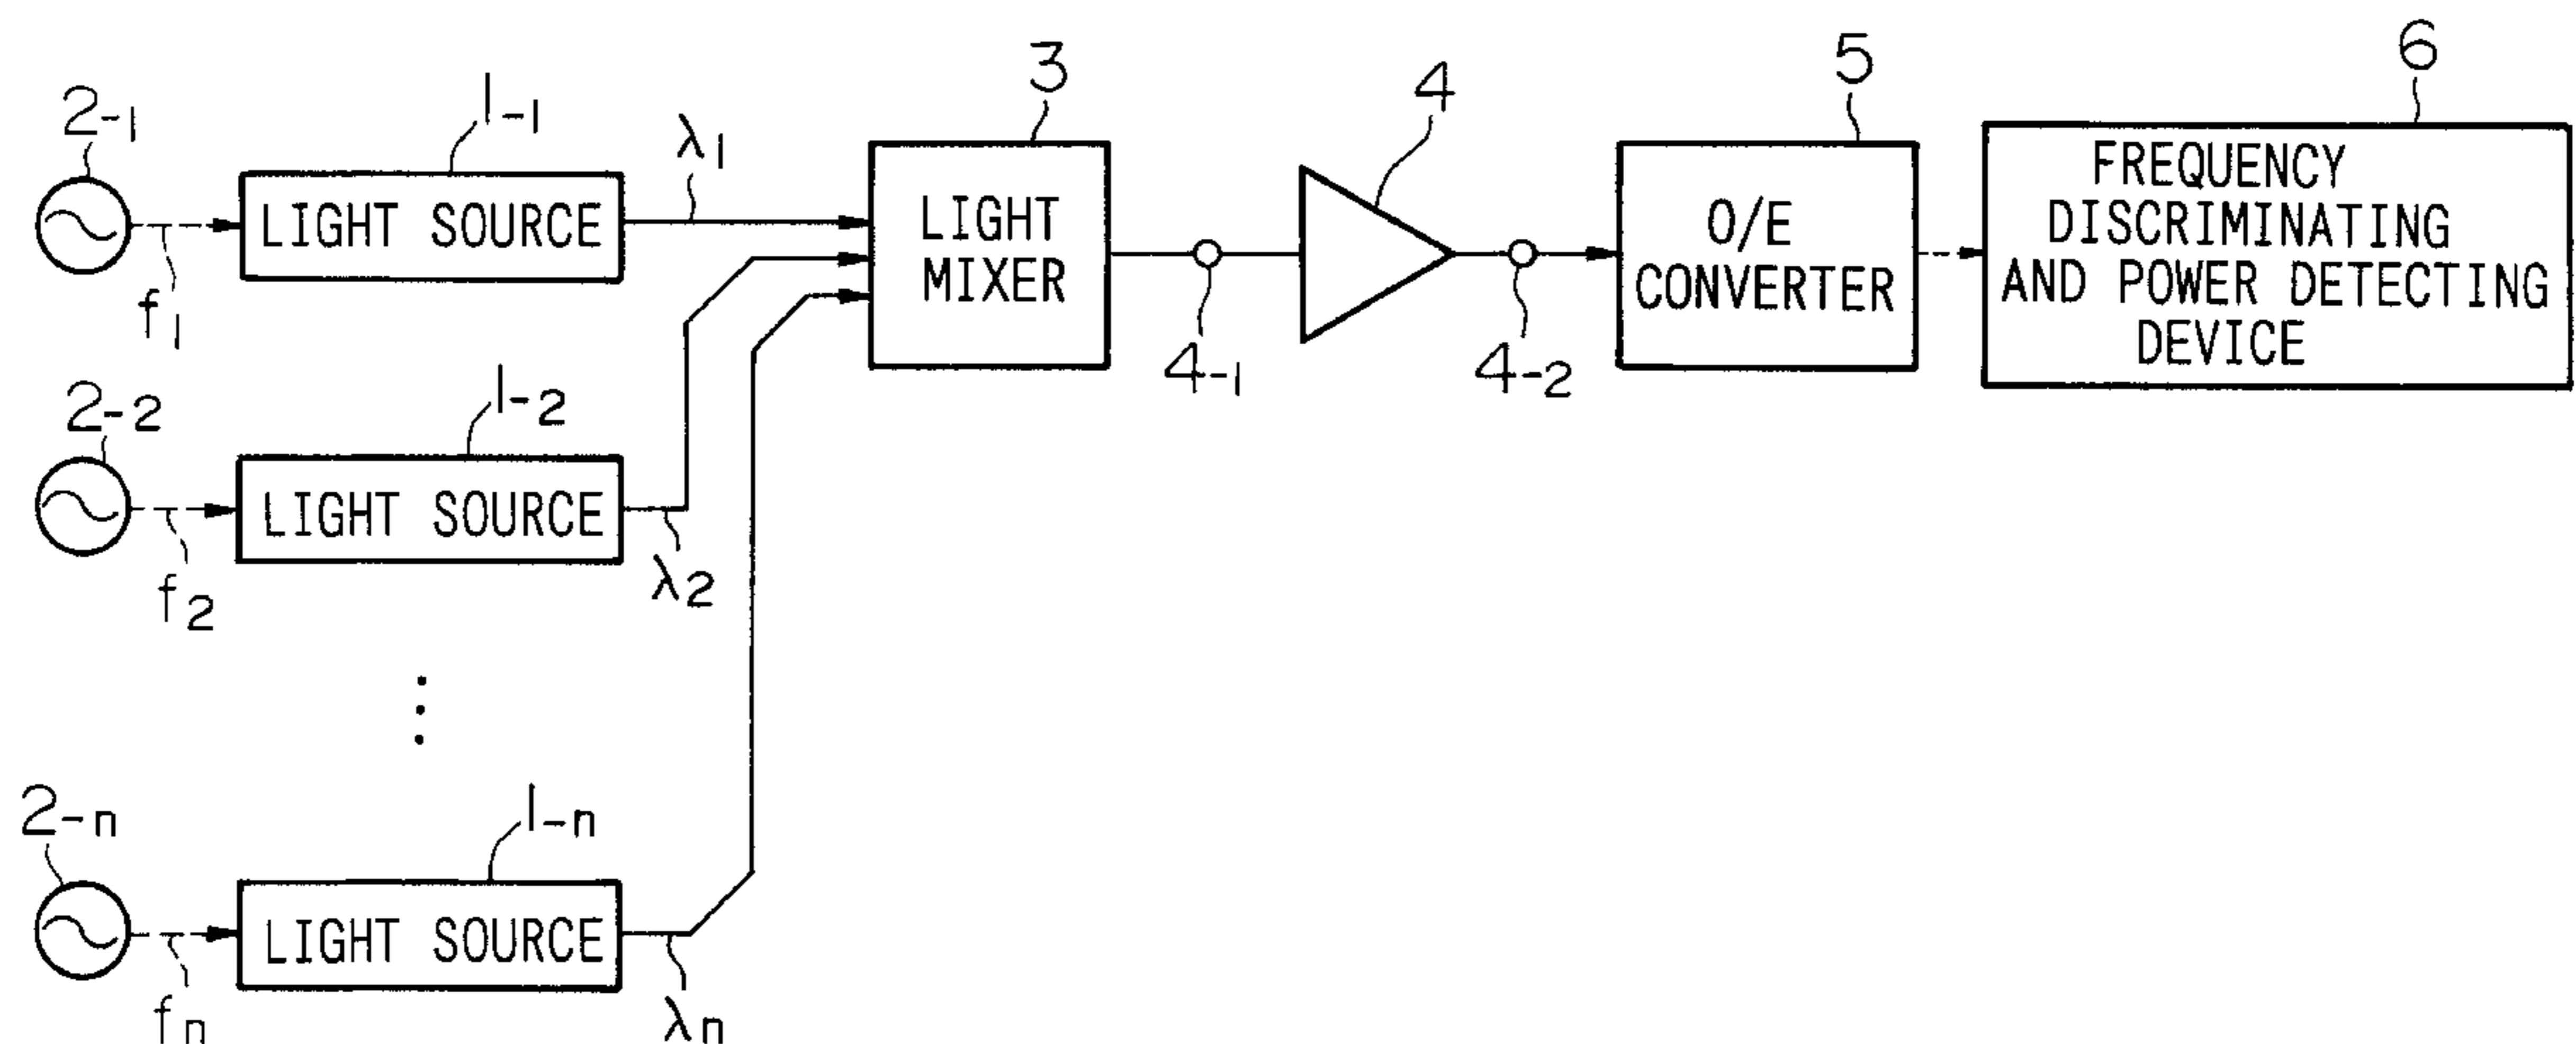 3
4
5
6
2-1
1-1
λ1
LIGHT SOURCE
f1
LIGHT
MIXER
4-1
4-2
O/E
CONVERTER
FREQUENCY
DISCRIMINATING
AND POWER DETECTING
DEVICE
2-2
1-2
LIGHT SOURCE
f2
λ2
2-n
1-n
LIGHT SOURCE
fn
λn